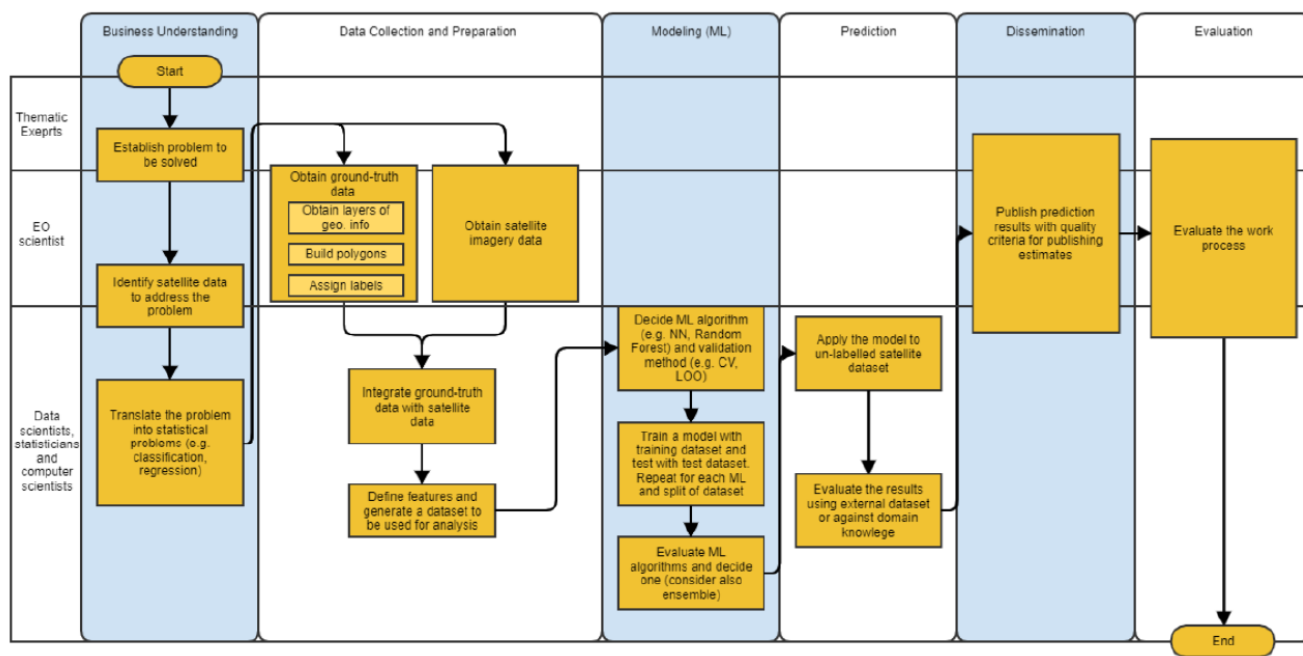 Business Understanding
Data Collection and Preparation
Modeling (ML)
Prediction
Dissemination
Evaluation
Start
Thematic
Exeprts
Establish problem to
be solved
EO
scientist
Identify satellite data
to address the
problem
Data
scientists,
statisticians
and
computer
scientists
Translate the problem
into statistical
problems (e.g.
classification,
regression)
Obtain ground-truth
data
Obtain layers of
geo. info
Build polygons
Assign labels
Obtain satellite
imagery data
Integrate ground-truth
data with satellite
data
Define features and
generate a dataset to
be used for analysis
Decide ML algorithm
(e.g. NN, Random
Forest) and validation
method (e.g. CV,
LOO)
Train a model with
training dataset and
test with test dataset.
Repeat for each ML
and split of dataset
Evaluate ML
algorithms and decide
one (consider also
ensemble)
Apply the model to
un-labelled satellite
dataset
Evaluate the results
using external dataset
or against domain
knowlege
Publish prediction
results with quality
criteria for publishing
estimates
Evaluate the work
process
End